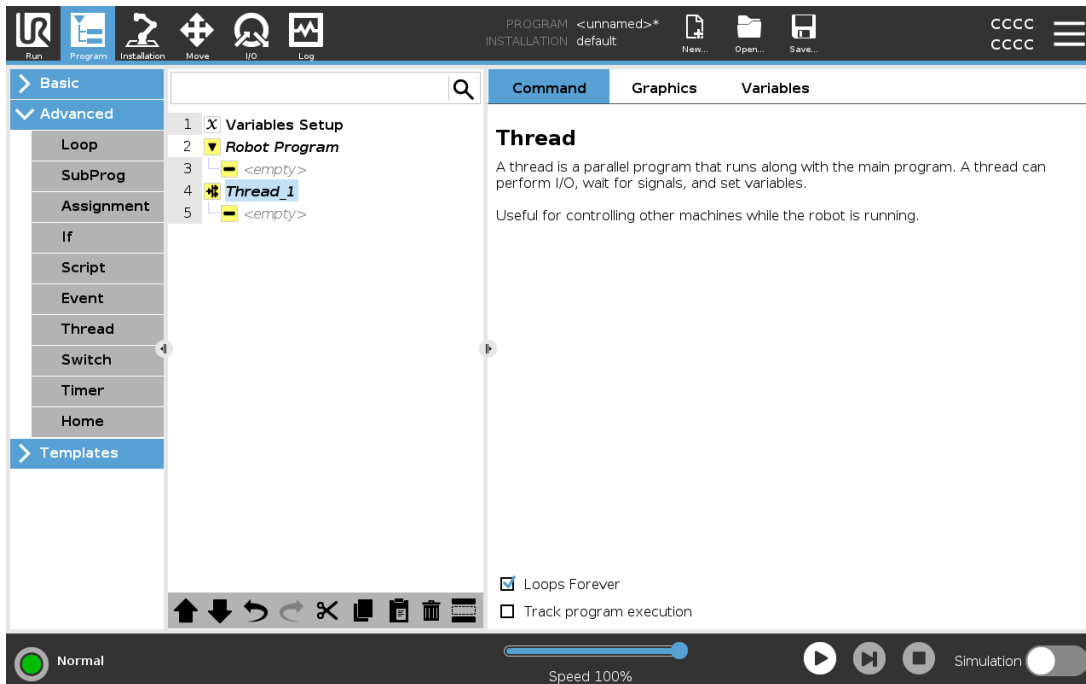 PROGRAM <unnamed>*
INSTALLATION default
CCCC
CCCC
UR
Run
Program
Installation
Move
I/O
Log
New...
Open...
Save...
Basic
Advanced
Loop
SubProg
Assignment
If
Script
Event
Thread
Switch
Timer
Home
Templates
1 x Variables Setup
2 Robot Program
3 <empty>
4 Thread_1
5 <empty>
Command Graphics Variables
Thread
A thread is a parallel program that runs along with the main program. A thread can
perform I/O, wait for signals, and set variables.
Useful for controlling other machines while the robot is running.
Loops Forever
Track program execution
Normal
Speed 100%
Simulation